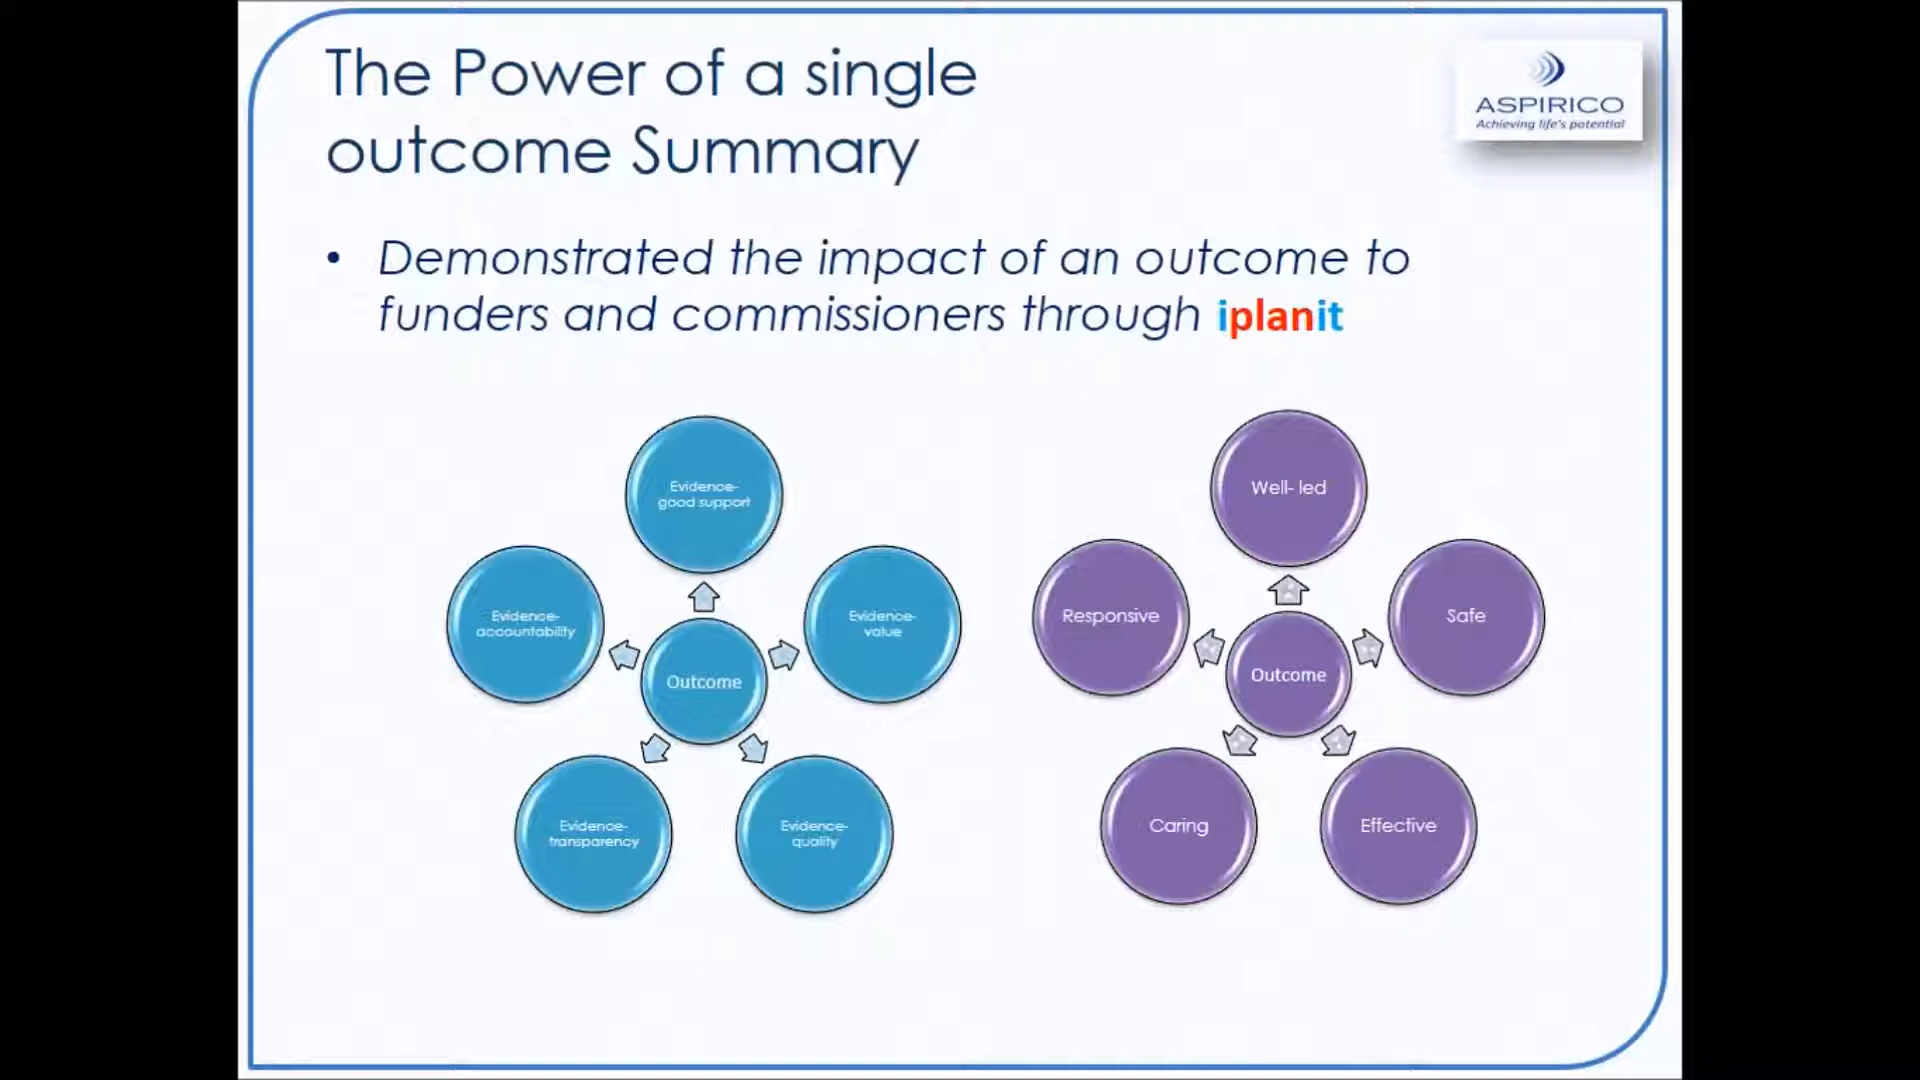 The Power of a single
outcome Summary
ASPIRICO
Achieving life's potential
• Demonstrated the impact of an outcome to
funders and commissioners through iplanit
Evidence-
good support
Evidence-
accountability
Evidence-
value
Outcome
Evidence-
transparency
Evidence-
quality
Well- led
Responsive
Safe
Outcome
Caring
Effective